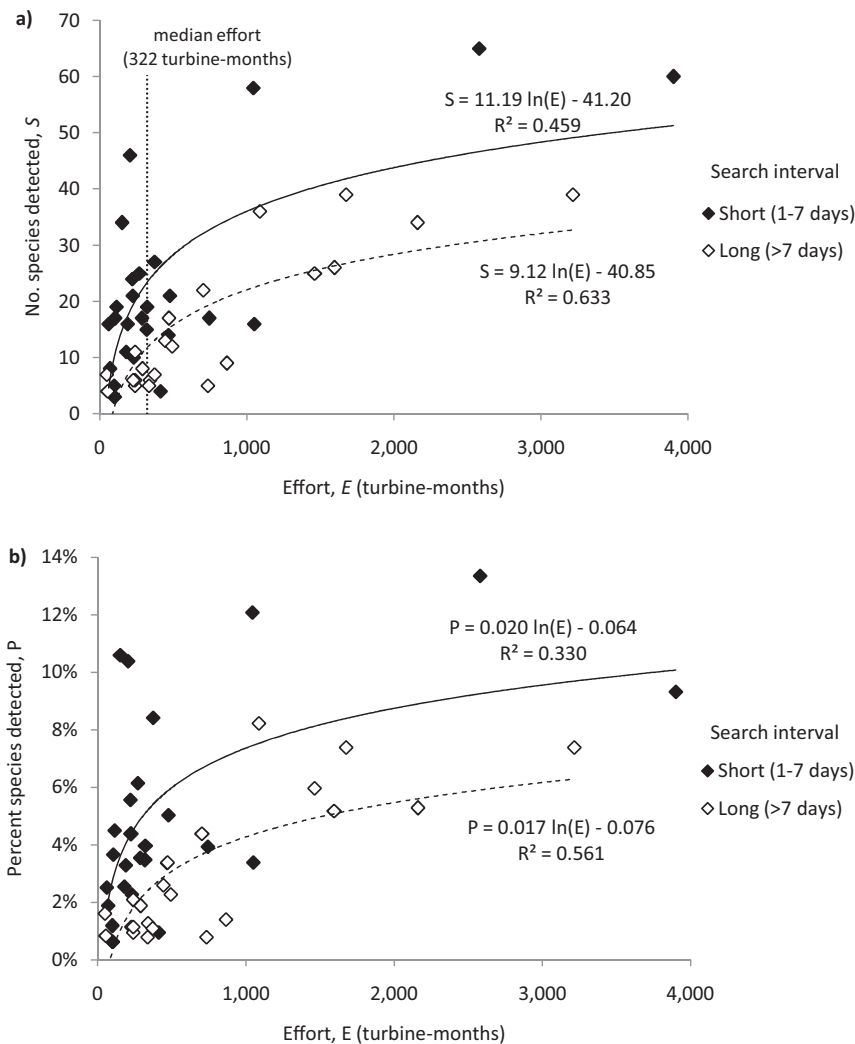 a)
70
60
50
40
30
20
10
0
No. species detected, S
median effort
(322 turbine-months)
S = 11.19 ln(E) - 41.20
R² = 0.459
S = 9.12 ln(E) - 40.85
R² = 0.633
Search interval
Short (1-7 days)
Long (>7 days)
0 1,000 2,000 3,000 4,000
Effort, E (turbine-months)
b)
14%
12%
10%
8%
6%
4%
2%
0%
Percent species detected, P
P = 0.020 ln(E) - 0.064
R² = 0.330
P = 0.017 ln(E) - 0.076
R² = 0.561
Search interval
Short (1-7 days)
Long (>7 days)
0 1,000 2,000 3,000 4,000
Effort, E (turbine-months)